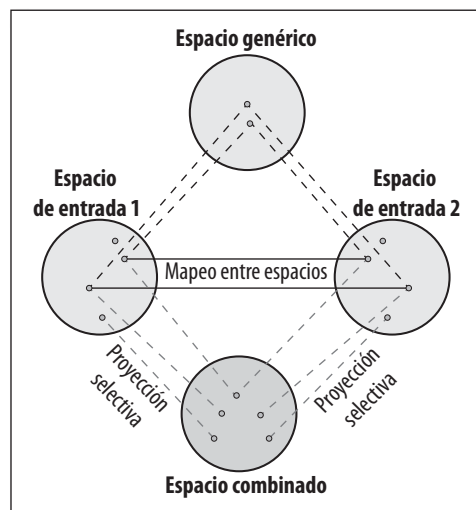 Espacio genérico
Espacio
de entrada 1
Espacio
de entrada 2
Mapeo entre espacios
Proyección
selectiva
Proyección
selectiva
Espacio combinado